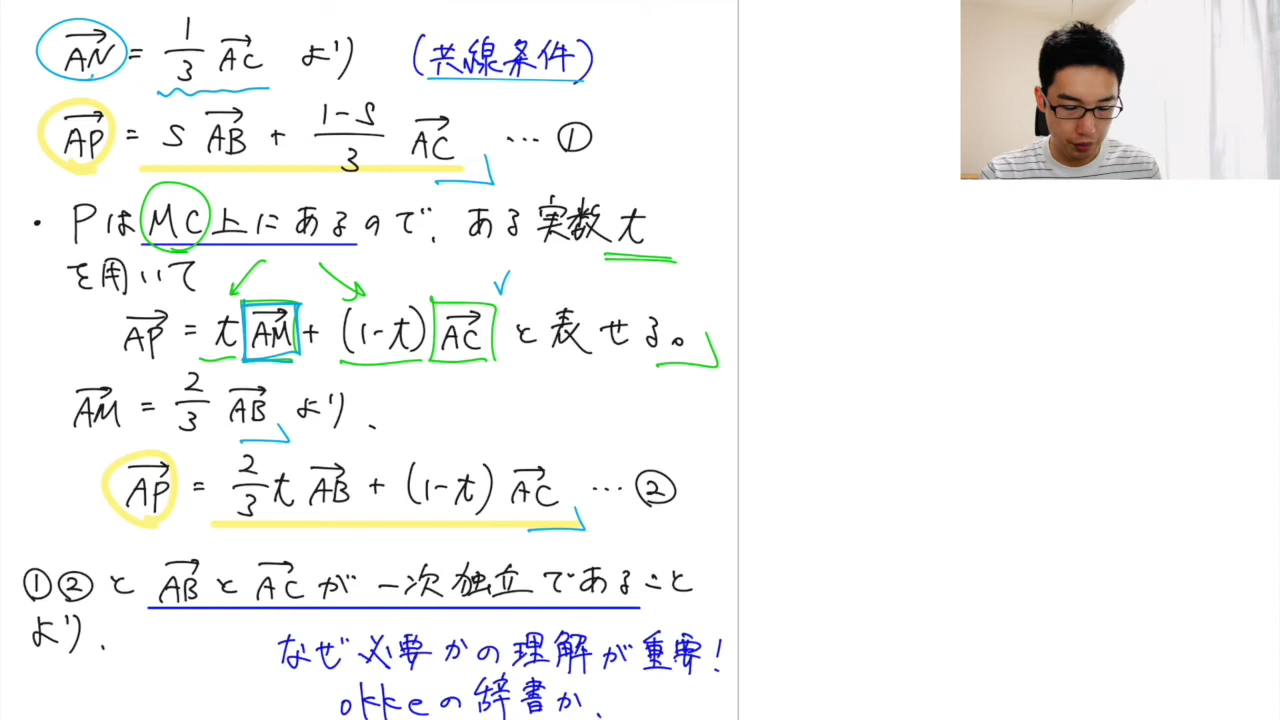 AN = 1/3 AC より (共線条件)
AP = s AB + (1-s)/3 AC … ①
・ PはMC上にあるので、ある実数t
を用いて
AP = t AM + (1-t) AC と表せる。
AM = 2/3 AB より、
AP = 2/3 t AB + (1-t) AC … ②
①②と ABとACが一次独立であること
より、
なぜ必要かの理解が重要!
okkeの辞書か、